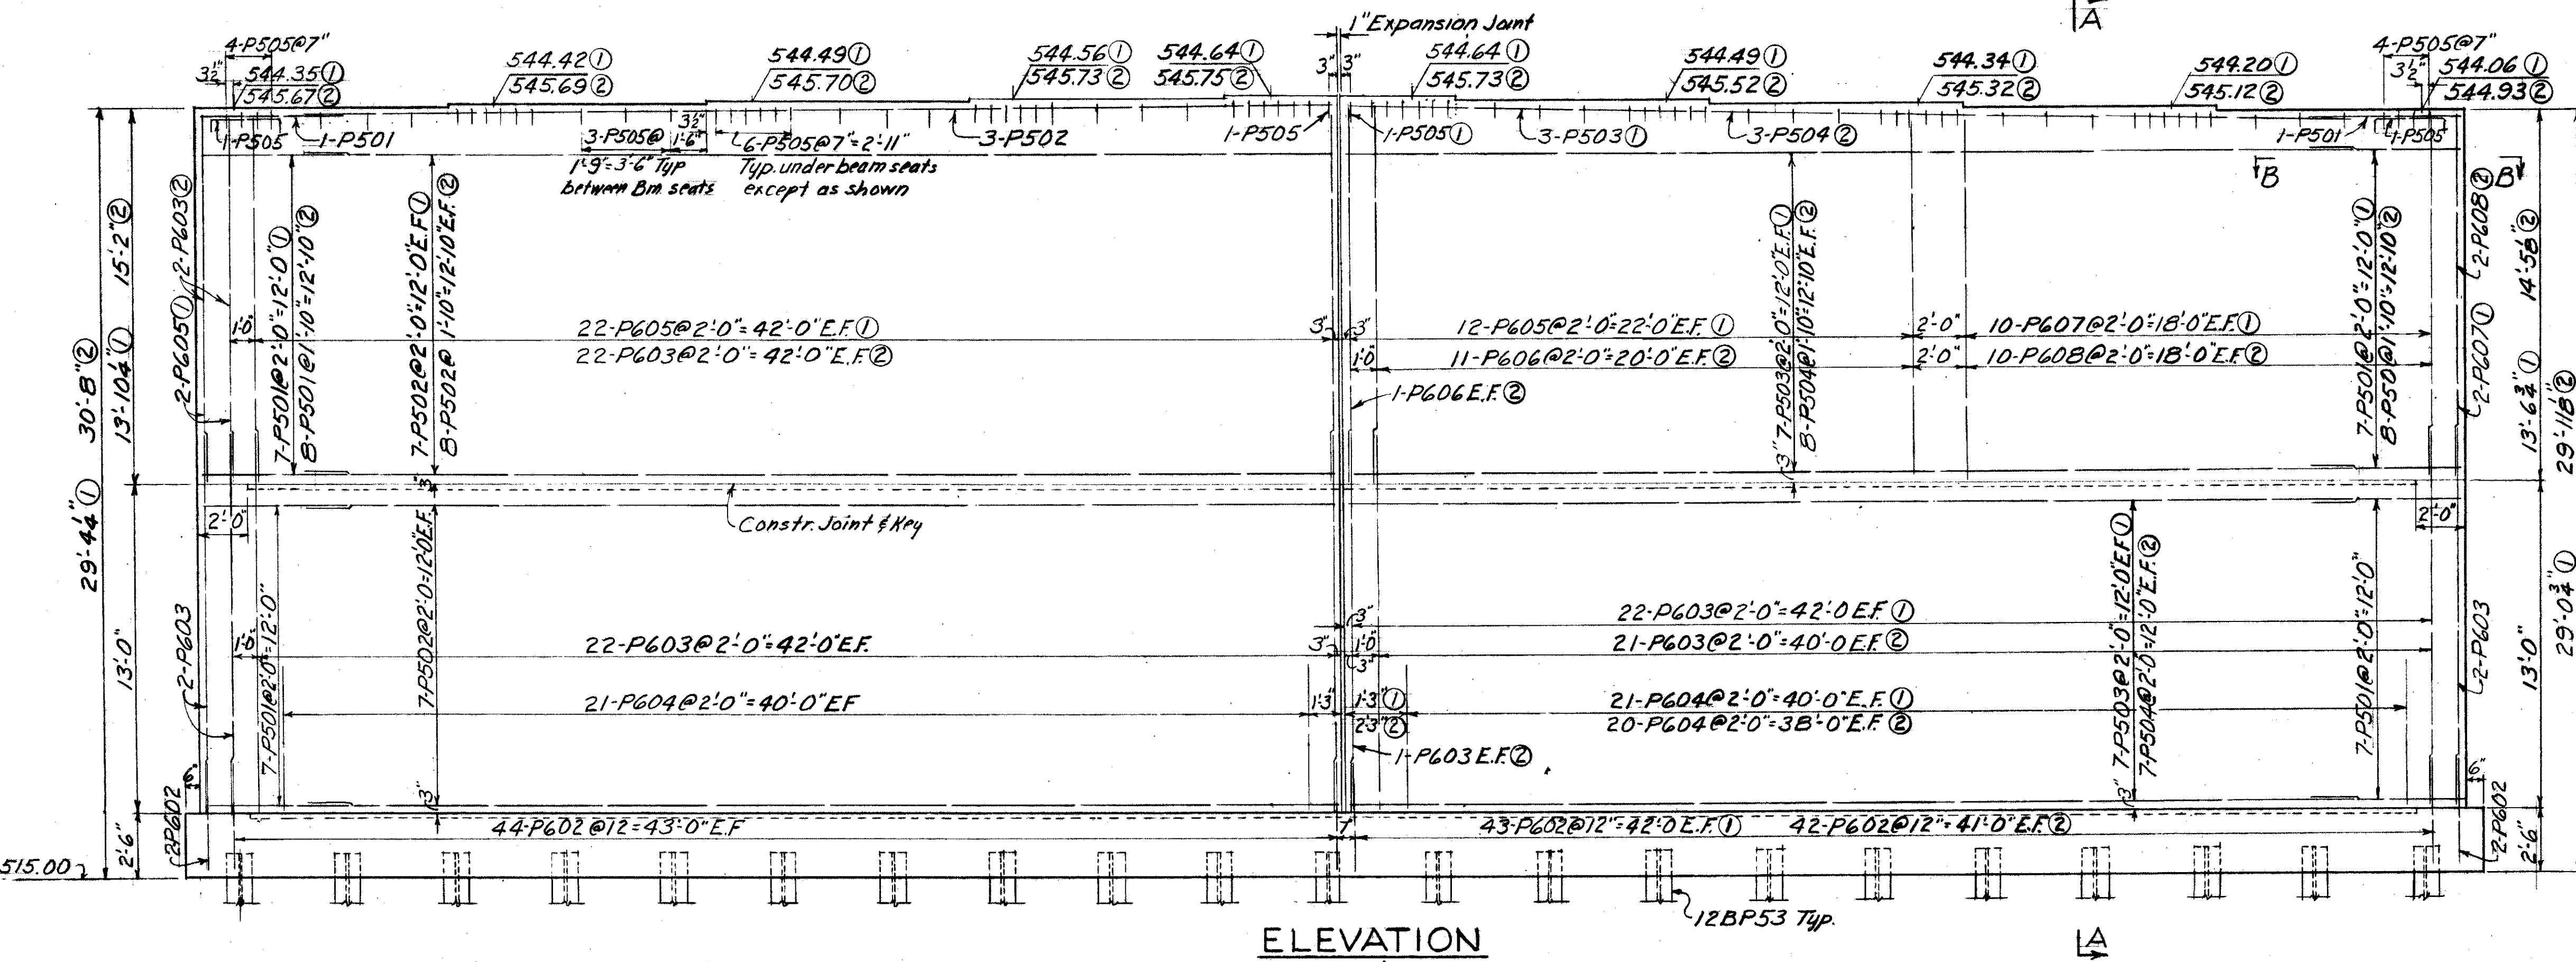 A
1" Expansion Joint
4-P505@7"
3½"
544.35①
545.67②
544.42①
545.69②
544.49①
545.70②
544.56①
545.73②
544.64①
545.75②
3" 3"
544.64①
545.73②
544.49①
545.52②
544.34①
545.32②
544.20①
545.12②
4-P505@7"
3½"
544.06①
544.93②
1-P505
1-P501
3-P505@
1'-9"=3'-6" Typ
between Bm. seats
3½"
1'-6"
6-P505@7"=2'-11"
Typ. under beam seats
except as shown
3-P502
1-P505
1-P505①
3-P503①
3-P504②
1-P501
1-P505
B
B
30'-8"②
29'-4¼"①
15'-2"②
13'-10¼"①
13'-0"
2'-6"
2-P603②
2-P605①
7-P501@2'-0"=12'-0"①
8-P501@1'-10"=12'-10"②
7-P502@2'-0"=12'-0"E.F.①
8-P502@1'-10"=12'-10"E.F.②
1'-0"
22-P605@2'-0"=42'-0"E.F.①
22-P603@2'-0"=42'-0"E.F.②
3"
3"
1'-0"
12-P605@2'-0"=22'-0"E.F.①
11-P606@2'-0"=20'-0"E.F.②
1-P606 E.F.②
7-P503@2'-0"=12'-0"E.F.①
8-P504@1'-10"=12'-10"E.F.②
3"
2'-0"
2'-0"
10-P607@2'-0"=18'-0"E.F.①
10-P608@2'-0"=18'-0"E.F.②
7-P501@2'-0"=12'-0"①
8-P501@1'-10"=12'-10"②
2-P608②
2-P607①
14'-5⅛"②
13'-6¾"①
29'-11⅛"②
29'-0¾"①
13'-0"
2'-6"
3"
2'-0"
Constr. Joint & Key
2'-0"
2-P603
1'-0"
7-P501@2'-0"=12'-0"
7-P502@2'-0"=12'-0"E.F.
3"
22-P603@2'-0"=42'-0"E.F.
21-P604@2'-0"=40'-0"EF
3"
1'-3"
3"
1'-0"
3"
1'-3"①
2'-3"②
22-P603@2'-0"=42'-0 E.F.①
21-P603@2'-0"=40'-0 E.F.②
21-P604@2'-0"=40'-0"E.F.①
20-P604@2'-0"=38'-0"E.F.②
1-P603 E.F.②
7-P503@2'-0"=12'-0"EF①
7-P504@2'-0"=12'-0"E.F.②
3"
7-P501@2'-0"=12'-0"
2-P603
6"
2-P602
6"
2-P602
44-P602@12=43'-0"E.F
7"
43-P602@12"=42'-0 E.F.①
42-P602@12"=41'-0"E.F.②
515.00
12BP53 Typ.
ELEVATION
A